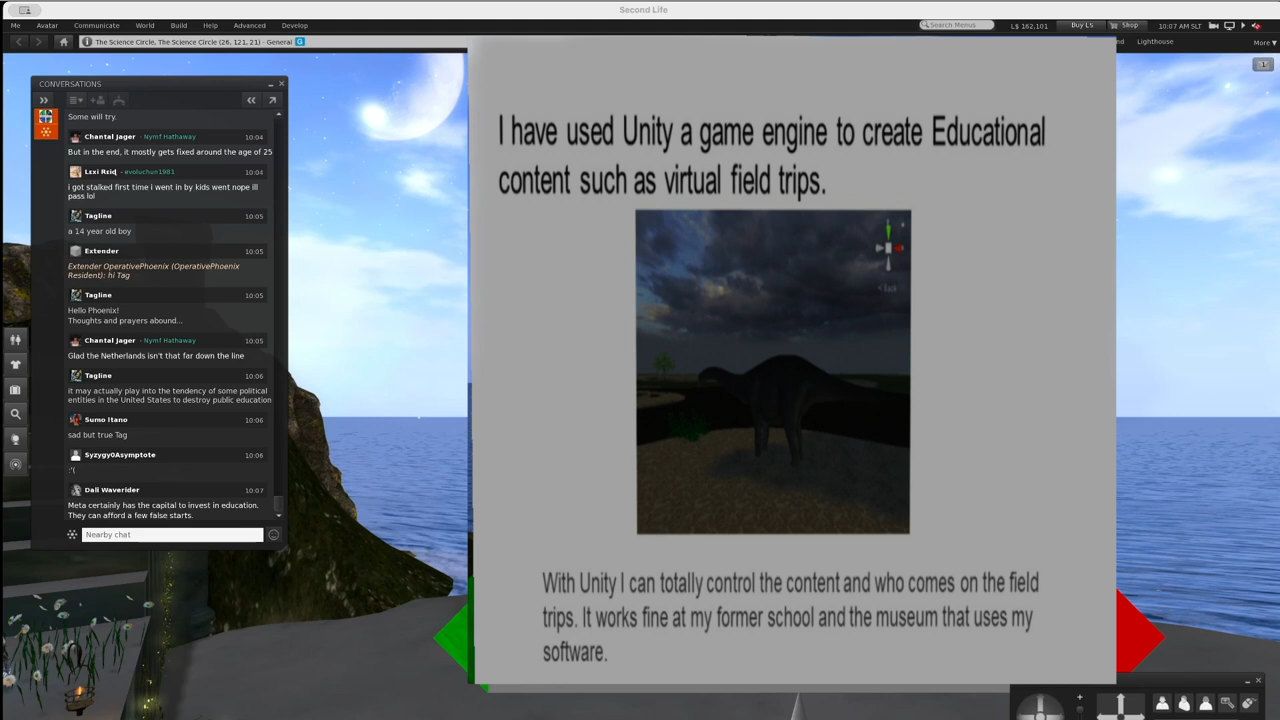 Second Life
Me Avatar Communicate World Build Help Advanced Develop
Search Menus
L$ 162,101
Buy L$
Shop
10:07 AM SLT
The Science Circle, The Science Circle (26, 121, 21) - General
G
nd
Lighthouse
More
CONVERSATIONS
Some will try.
Chantal Jager - Nymf Hathaway 10:04
But in the end, it mostly gets fixed around the age of 25
10:04
i got stalked first time i went in by kids went nope ill
pass lol
Tagline 10:05
a 14 year old boy
Extender 10:05
Extender OperativePhoenix (OperativePhoenix
Resident): hi Tag
Tagline 10:05
Hello Phoenix!
Thoughts and prayers abound...
Chantal Jager - Nymf Hathaway 10:05
Glad the Netherlands isn't that far down the line
Tagline 10:06
it may actually play into the tendency of some political
entities in the United States to destroy public education
Sumo Itano 10:06
sad but true Tag
Syzygy0Asymptote 10:06
:'(
Dali Waverider 10:07
Meta certainly has the capital to invest in education.
They can afford a few false starts.
Nearby chat
I have used Unity a game engine to create Educational
content such as virtual field trips.
With Unity I can totally control the content and who comes on the field
trips. It works fine at my former school and the museum that uses my
software.